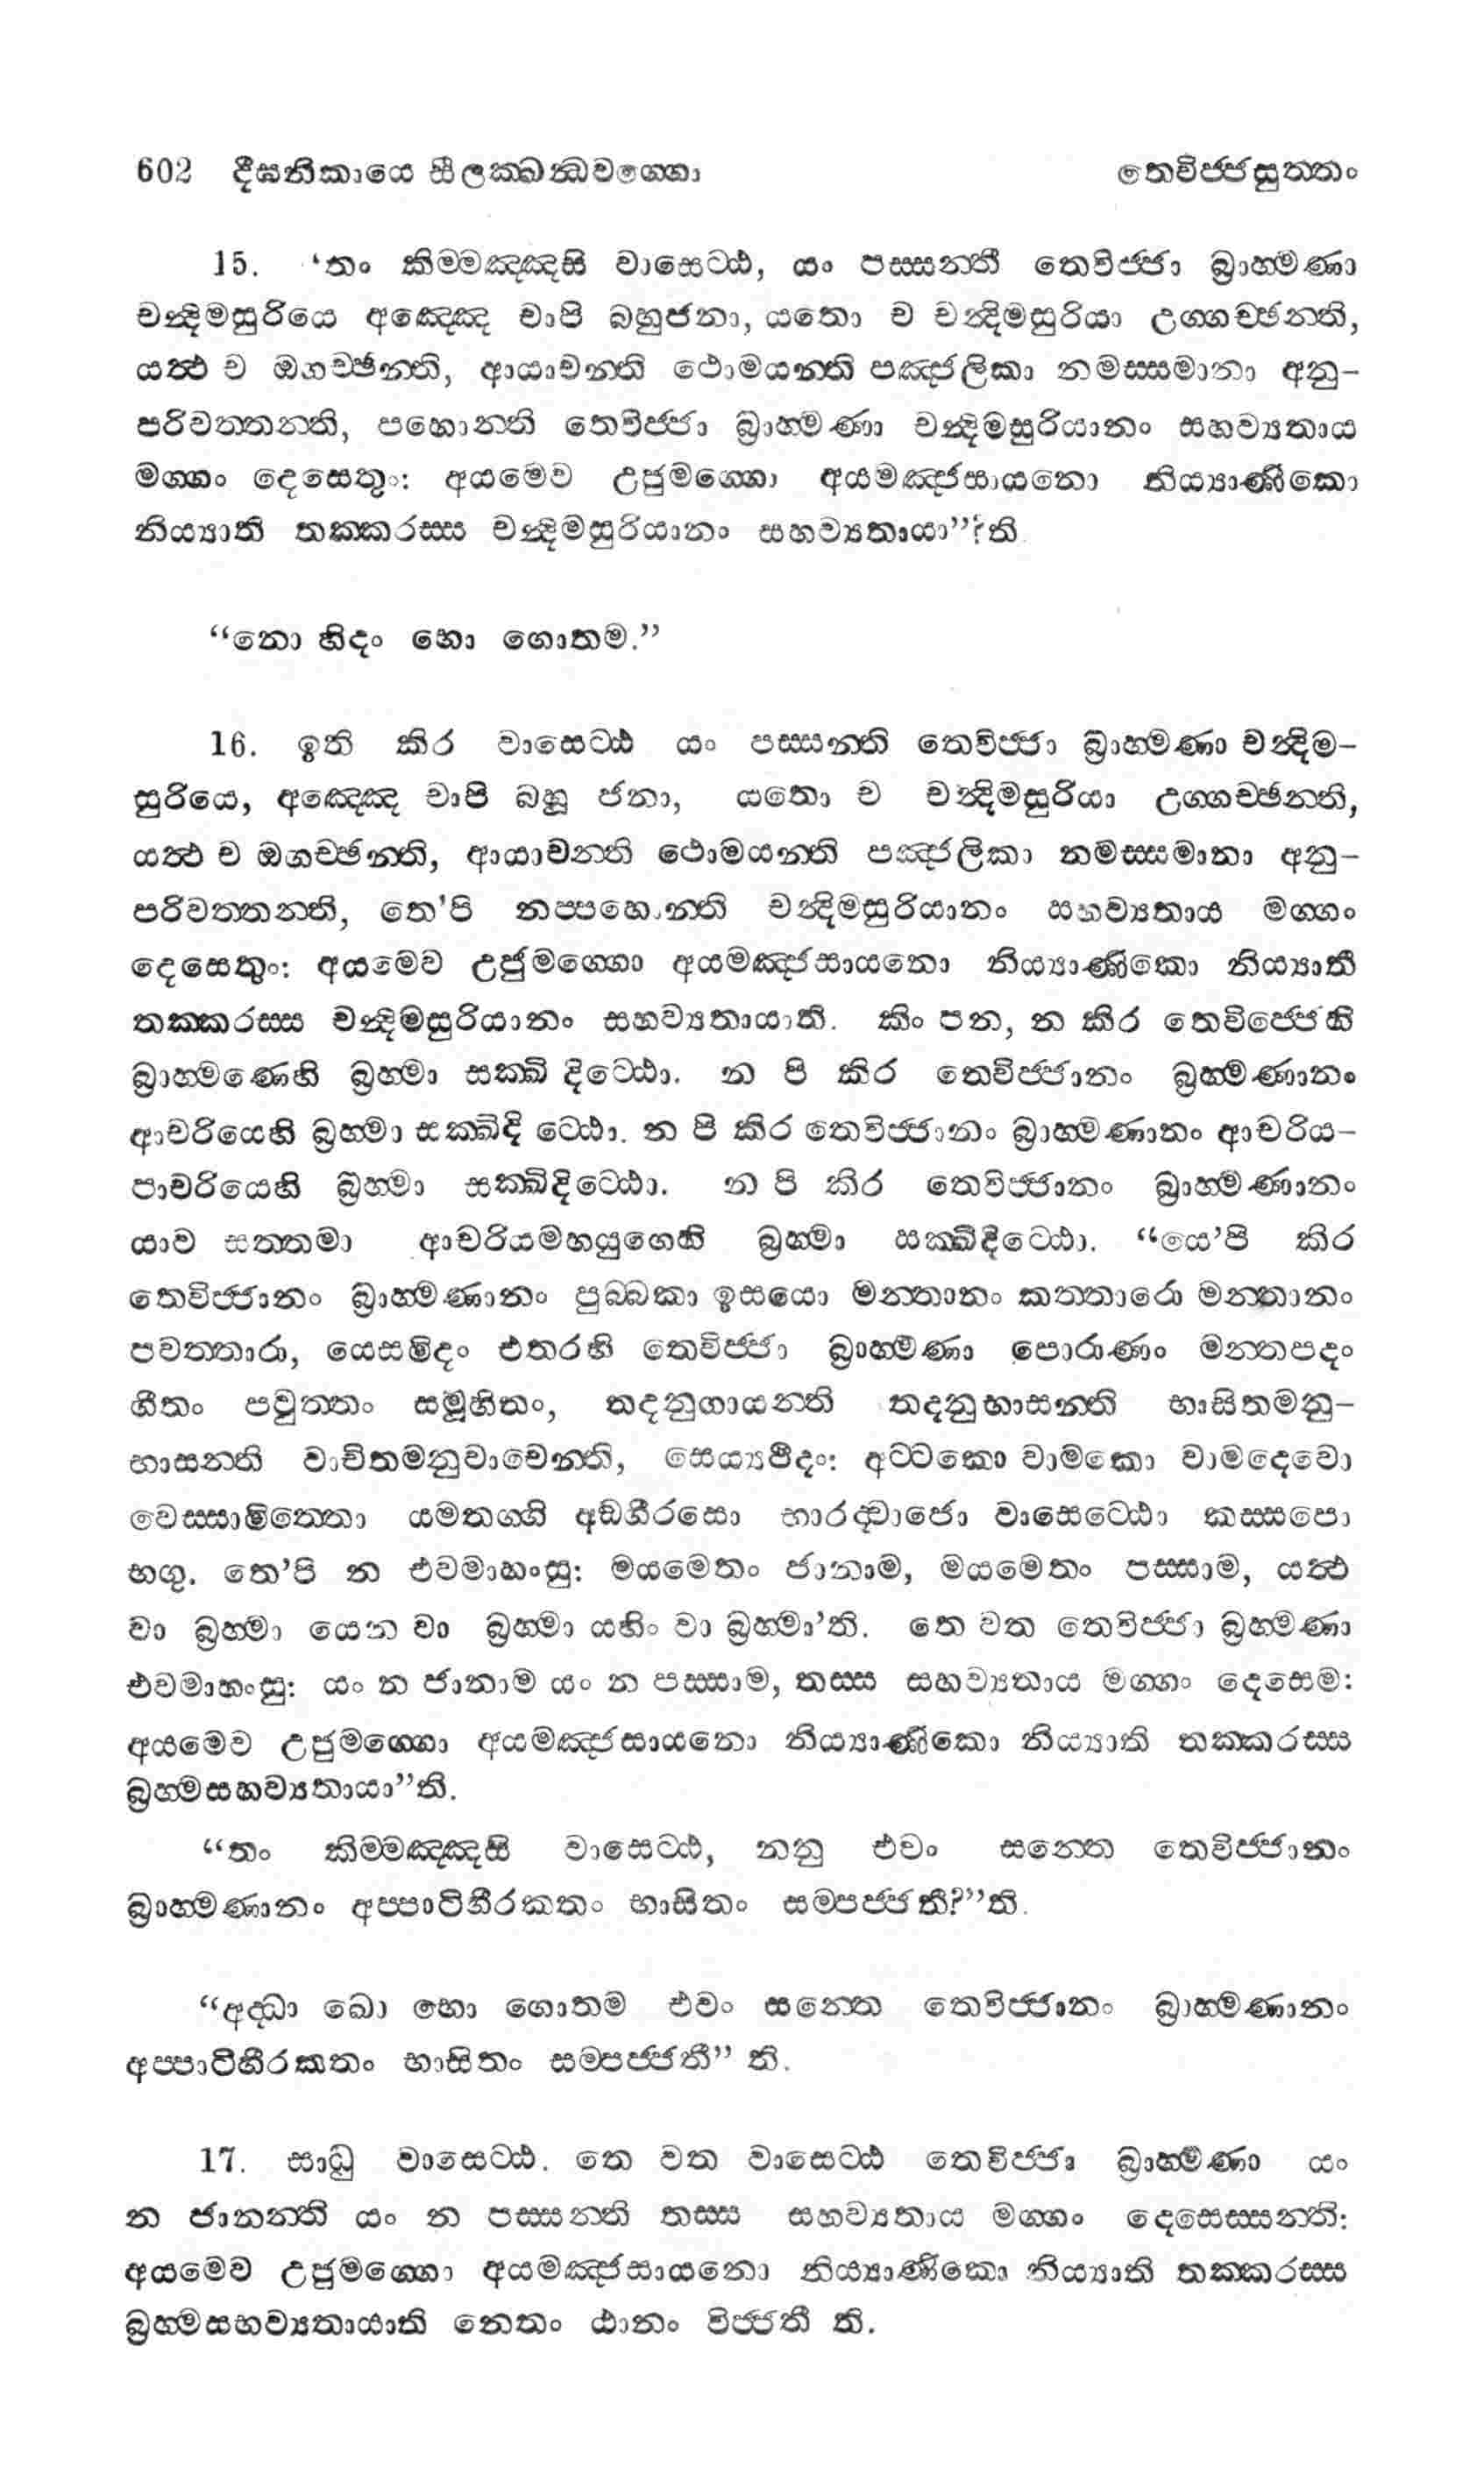 602 දීඝනිකායෙ සීලක්ඛන්ධවග්ගො තෙවිජ්ජසුත්තං
15. ‘තං කිම්මඤ්ඤසි වාසෙට්ඨ, යං පස්සන්තී තෙවිජ්ජා බ්‍රාහ්මණා
චන්දිමසුරියෙ අඤ්ඤෙ චාපි බහුජනා, යතො ච චන්දිමසුරියා උග්ගච්ඡන්ති,
යත්ථ ච ඔගච්ඡන්ති, ආයාචන්ති ථොමයන්ති පඤ්ජලිකා නමස්සමානා අනු-
පරිවත්තන්ති, පහොන්ති තෙවිජ්ජා බ්‍රාහ්මණා චන්දිමසුරියානං සහව්‍යතාය
මග්ගං දෙසෙතුං: අයමෙව උජුමග්ගො අයමඤ්ජසායනො නිය්‍යාණිකො
නිය්‍යාති තක්කරස්ස චන්දිමසුරියානං සහව්‍යතායා”?ති
“නො හිදං භො ගොතම.”
16. ඉති කිර වාසෙට්ඨ යං පස්සන්ති තෙවිජ්ජා බ්‍රාහ්මණා චන්දිම-
සුරියෙ, අඤ්ඤෙ චාපි බහූ ජනා, යතො ච චන්දිමසුරියා උග්ගච්ඡන්ති,
යත්ථ ච ඔගච්ඡන්ති, ආයාචන්ති ථොමයන්ති පඤ්ජලිකා නමස්සමානා අනු-
පරිවත්තන්ති, තෙ’පි නප්පහොන්ති චන්දිමසුරියානං සහව්‍යතාය මග්ගං
දෙසෙතුං: අයමෙව උජුමග්ගො අයමඤ්ජසායනො නිය්‍යාණිකො නිය්‍යාති
තක්කරස්ස චන්දිමසුරියානං සහව්‍යතායාති. කිං පන, න කිර තෙවිජ්ජෙහි
බ්‍රාහ්මණෙහි බ්‍රහ්මා සක්ඛි දිට්ඨො. න පි කිර තෙවිජ්ජානං බ්‍රහ්මණානං
ආචරියෙහි බ්‍රහ්මා සක්ඛිදි ට්ඨො. න පි කිර තෙවිජ්ජානං බ්‍රාහ්මණානං ආචරිය-
පාචරියෙහි බ්‍රහ්මා සක්ඛිදිට්ඨො. න පි කිර තෙවිජ්ජානං බ්‍රාහ්මණානං
යාව සත්තමා ආචරියමහයුගෙහි බ්‍රහ්මා සක්ඛිදිට්ඨො. “යෙ’පි කිර
තෙවිජ්ජානං බ්‍රාහ්මණානං පුබ්බකා ඉසයො මන්තානං කත්තාරො මන්තානං
පවත්තාරා, යෙසමිදං එතරහි තෙවිජ්ජා බ්‍රාහ්මණා පොරාණං මන්තපදං
ගීතං පවුත්තං සමූහිතං, තදනුගායන්ති තදනුභාසන්ති භාසිතමනු-
භාසන්ති වාචිතමනුවාචෙන්ති, සෙය්‍යථිදං: අට්ටකො වාමකො වාමදෙවො
වෙස්සාමිත්තො යමතග්ගි අඞ්ගීරසො භාරද්වාජො වාසෙට්ඨො කස්සපො
භගු. තෙ’පි න එවමාහංසු: මයමෙතං ජානාම, මයමෙතං පස්සාම, යත්ථ
වා බ්‍රහ්මා යෙන වා බ්‍රහ්මා යහිං වා බ්‍රහ්මා’ති. තෙ වත තෙවිජ්ජා බ්‍රහ්මණා
එවමාහංසු: යං න ජානාම යං න පස්සාම, තස්ස සහව්‍යතාය මග්ගං දෙසෙම:
අයමෙව උජුමග්ගො අයමඤ්ජසායනො නිය්‍යාණිකො නිය්‍යාති තක්කරස්ස
බ්‍රහ්මසහව්‍යතායා”ති.
“තං කිම්මඤ්ඤසි වාසෙට්ඨ, නනු එවං සන්තෙ තෙවිජ්ජානං
බ්‍රාහ්මණානං අප්පාටිහීරකතං භාසිතං සම්පජ්ජතී?”ති.
“අද්ධා ඛො භො ගොතම එවං සන්තෙ තෙවිජ්ජානං බ්‍රාහ්මණානං
අප්පාටිහීරකතං භාසිතං සම්පජ්ජතී” ති.
17. සාධු වාසෙට්ඨ. තෙ වත වාසෙට්ඨ තෙවිජ්ජා බ්‍රාහ්මණා යං
න ජානන්ති යං න පස්සන්ති තස්ස සහව්‍යතාය මග්ගං දෙසෙස්සන්ති:
අයමෙව උජුමග්ගො අයමඤ්ජසායනො නිය්‍යාණිකො නිය්‍යාති තක්කරස්ස
බ්‍රහ්මසහව්‍යතායාති නෙතං ඨානං විජ්ජතී ති.